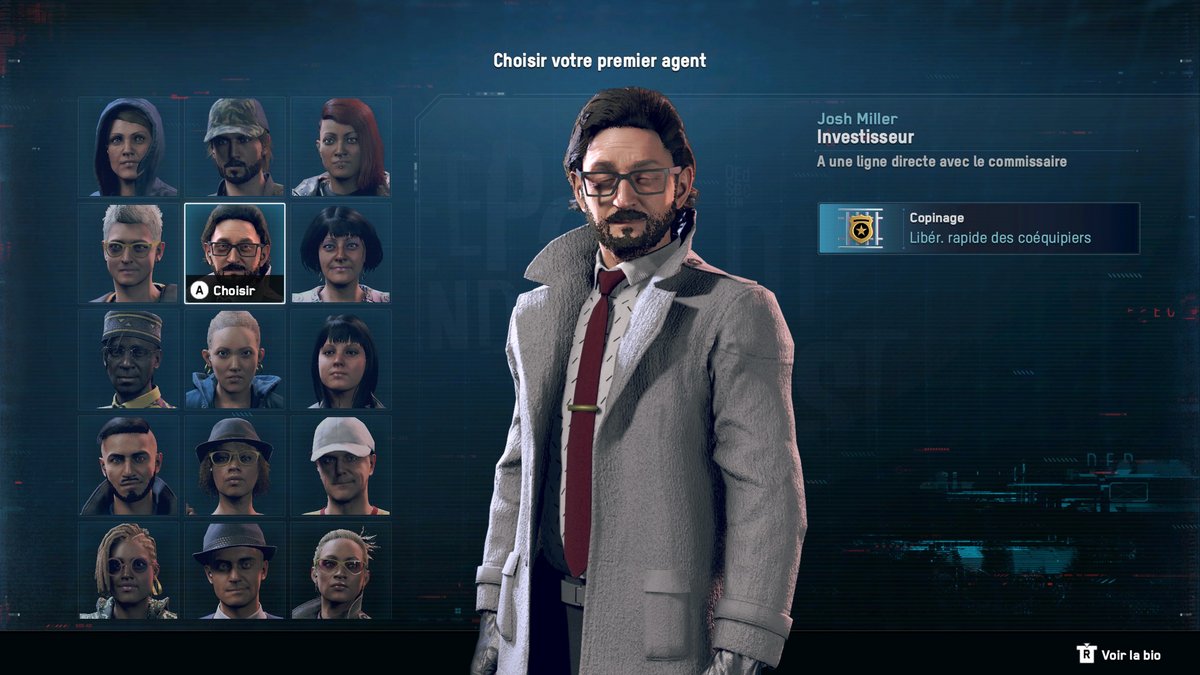 Choisir votre premier agent
Josh Miller
Investisseur
A une ligne directe avec le commissaire
Copinage
Libér. rapide des coéquipiers
A Choisir
R Voir la bio